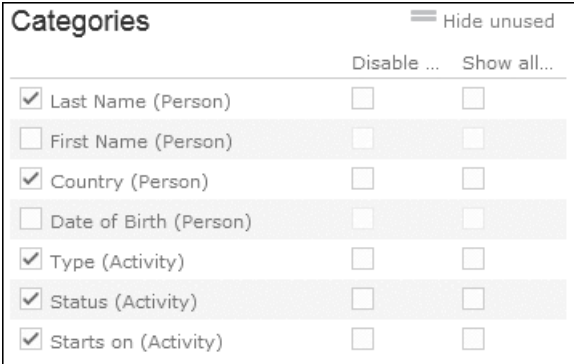 Categories
Hide unused
Disable ... Show all...
Last Name (Person)
First Name (Person)
Country (Person)
Date of Birth (Person)
Type (Activity)
Status (Activity)
Starts on (Activity)